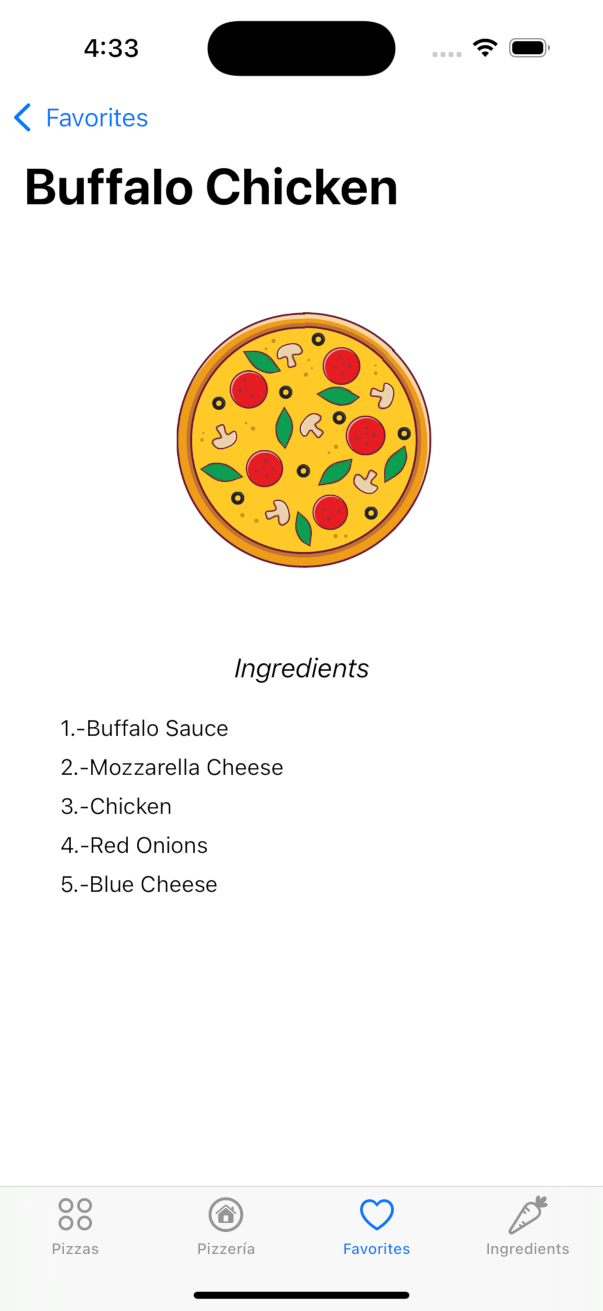 4:33
Favorites
Buffalo Chicken
Ingredients
1.-Buffalo Sauce
2.-Mozzarella Cheese
3.-Chicken
4.-Red Onions
5.-Blue Cheese
Pizzas Pizzería Favorites Ingredients